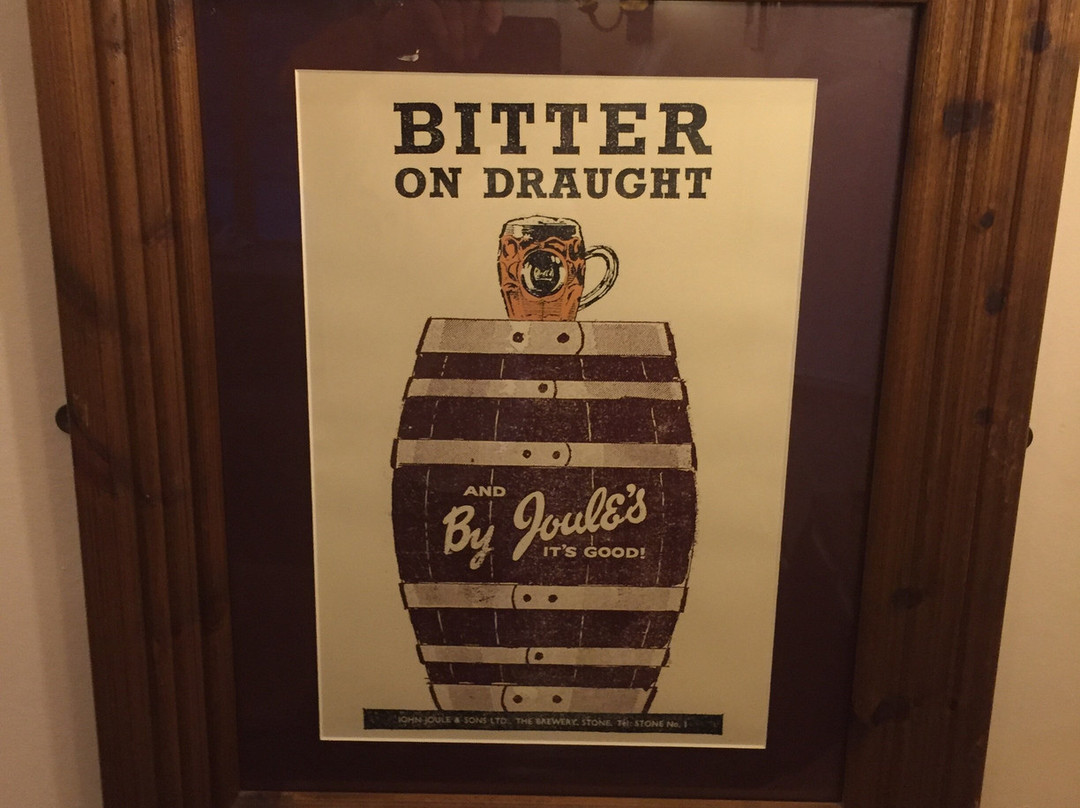 BITTER
ON DRAUGHT
AND
By Joule's
IT'S GOOD!
JOHN JOULE & SONS LTD., THE BREWERY, STONE. Tel: STONE No. 1